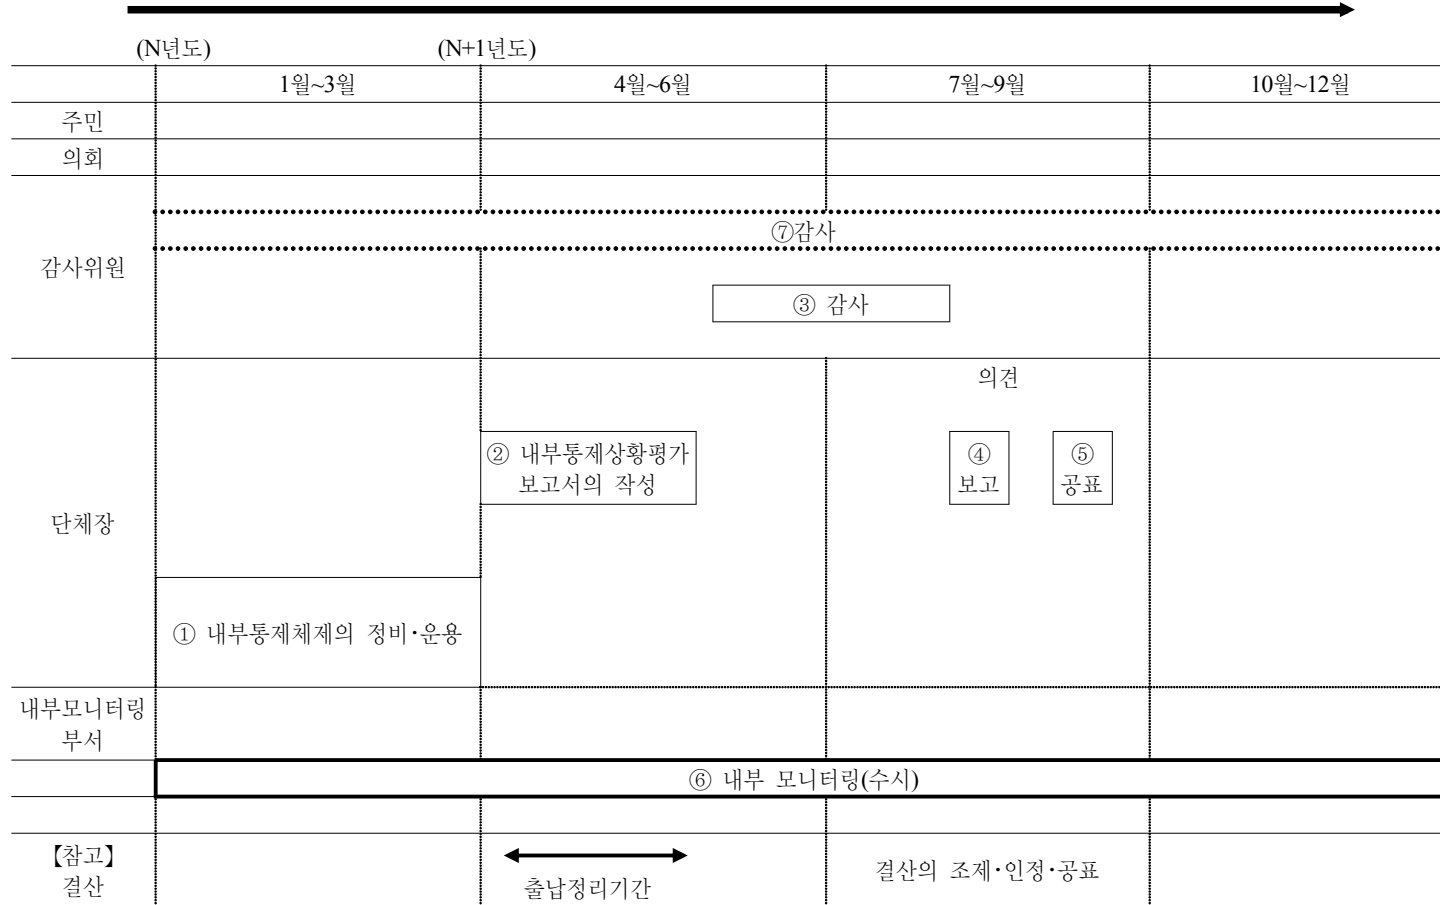 (N년도) (N+1년도)
1월~3월 4월~6월 7월~9월 10월~12월
주민
의회
⑦감사
감사위원
③ 감사
의견
② 내부통제상황평가
보고서의 작성
④
보고
⑤
공표
단체장
① 내부통제체제의 정비･운용
내부모니터링
부서
⑥ 내부 모니터링(수시)
【참고】
결산
출납정리기간
결산의 조제･인정･공표